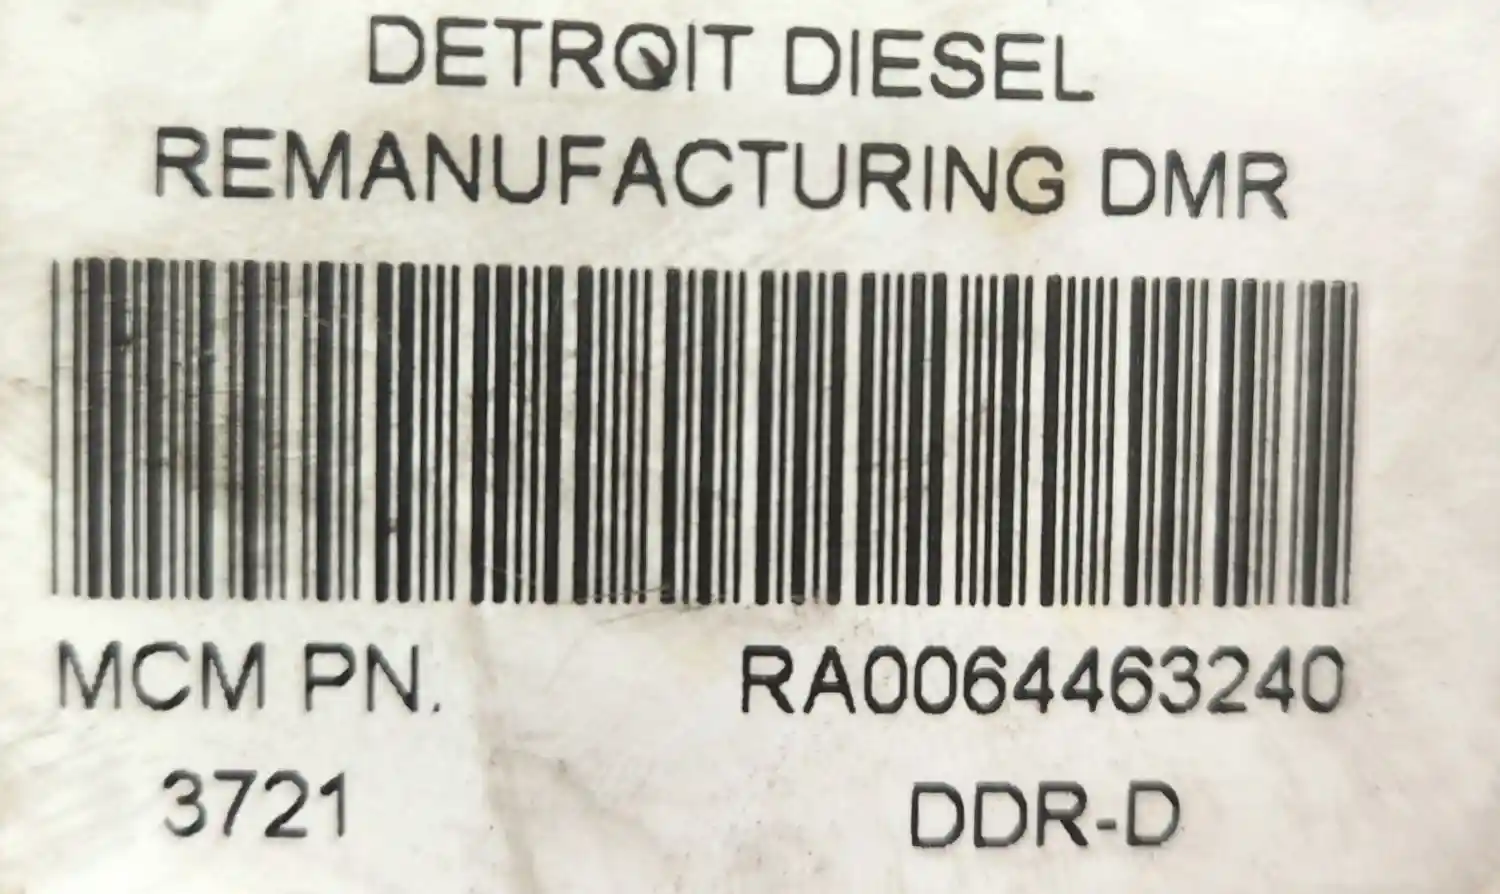 DETROIT DIESEL
REMANUFACTURING DMR
MCM PN. RA0064463240
3721 DDR-D